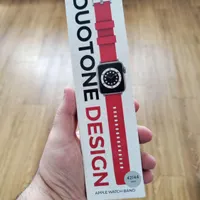 DUOTONE DESIGN
APPLE WATCH BAND